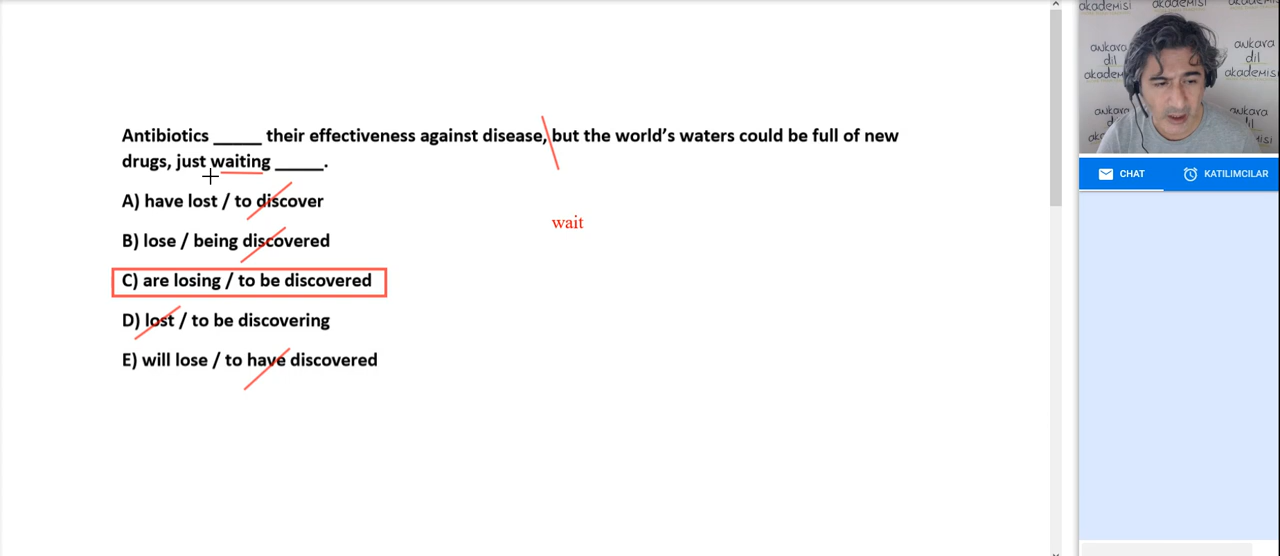 Antibiotics _____ their effectiveness against disease, but the world's waters could be full of new
drugs, just waiting _____.
A) have lost / to discover
wait
B) lose / being discovered
C) are losing / to be discovered
D) lost / to be discovering
E) will lose / to have discovered
akademisi akademisi
ankara
dil
ankara
dil
akademisi
ankara
CHAT
KATILIMCILAR